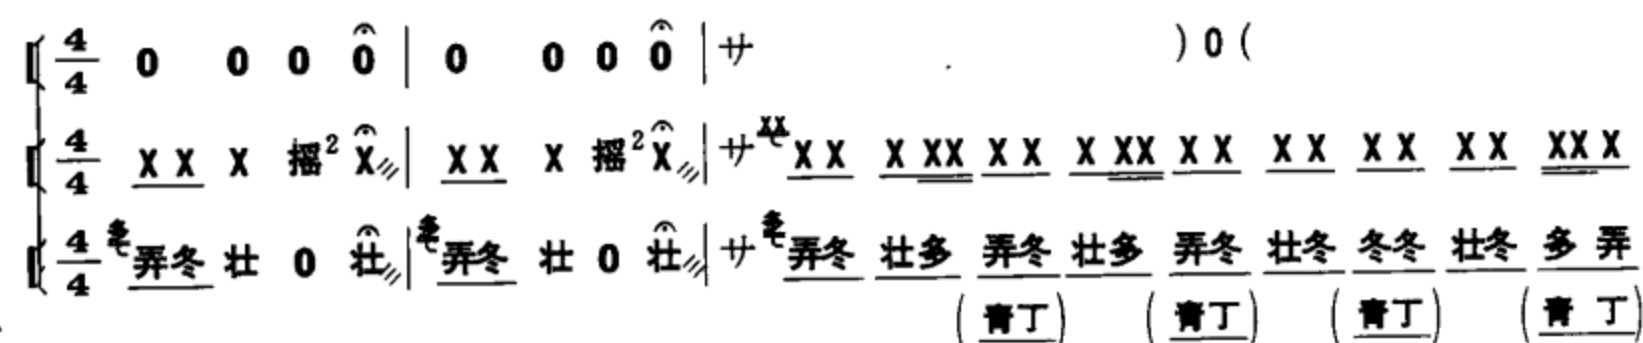 4/4 0 0 0 0 | 0 0 0 0 | サ ) 0 (
4/4 X X X 摇2 X | X X X 摇2 X | サ XX X X X XX X X X XX X X X X X X X X XX X
4/4 弄冬 壮 0 壮 | 弄冬 壮 0 壮 | サ 弄冬 壮多 弄冬 壮多 弄冬 壮冬 冬冬 壮冬 多 弄
(青丁) (青丁) (青丁) (青 丁)